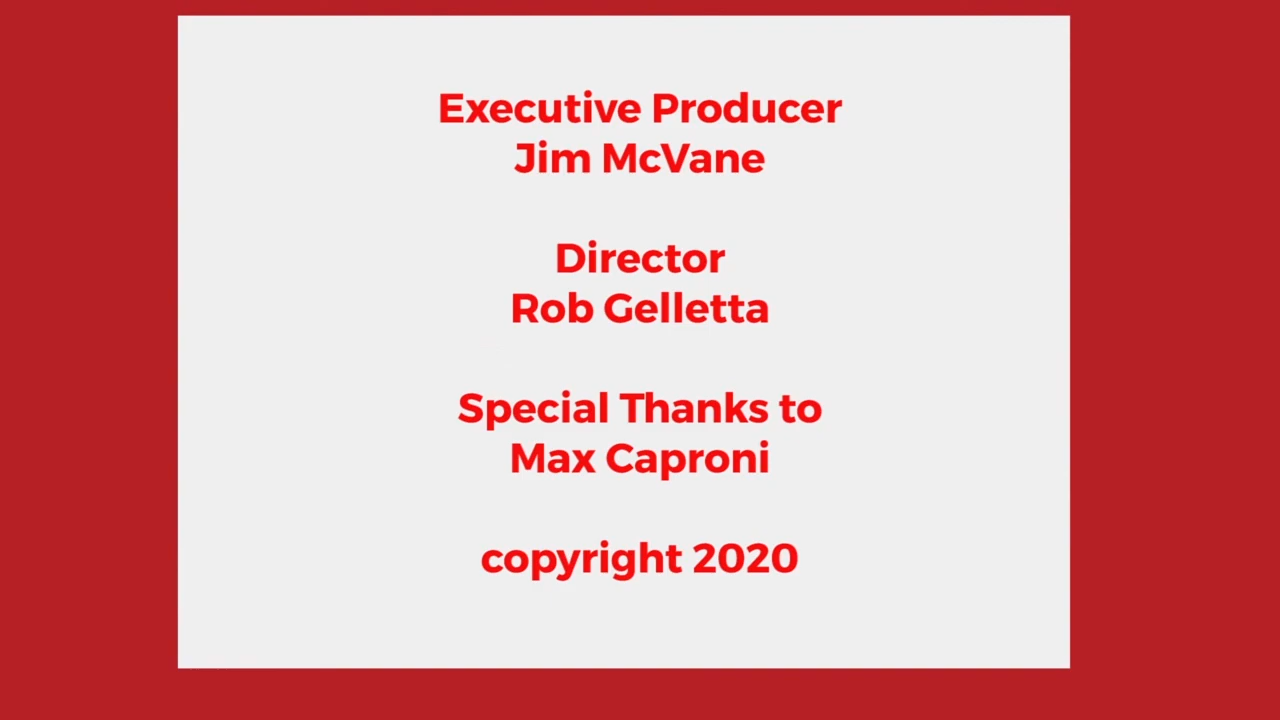 Executive Producer
Jim McVane
Director
Rob Gelletta
Special Thanks to
Max Caproni
copyright 2020